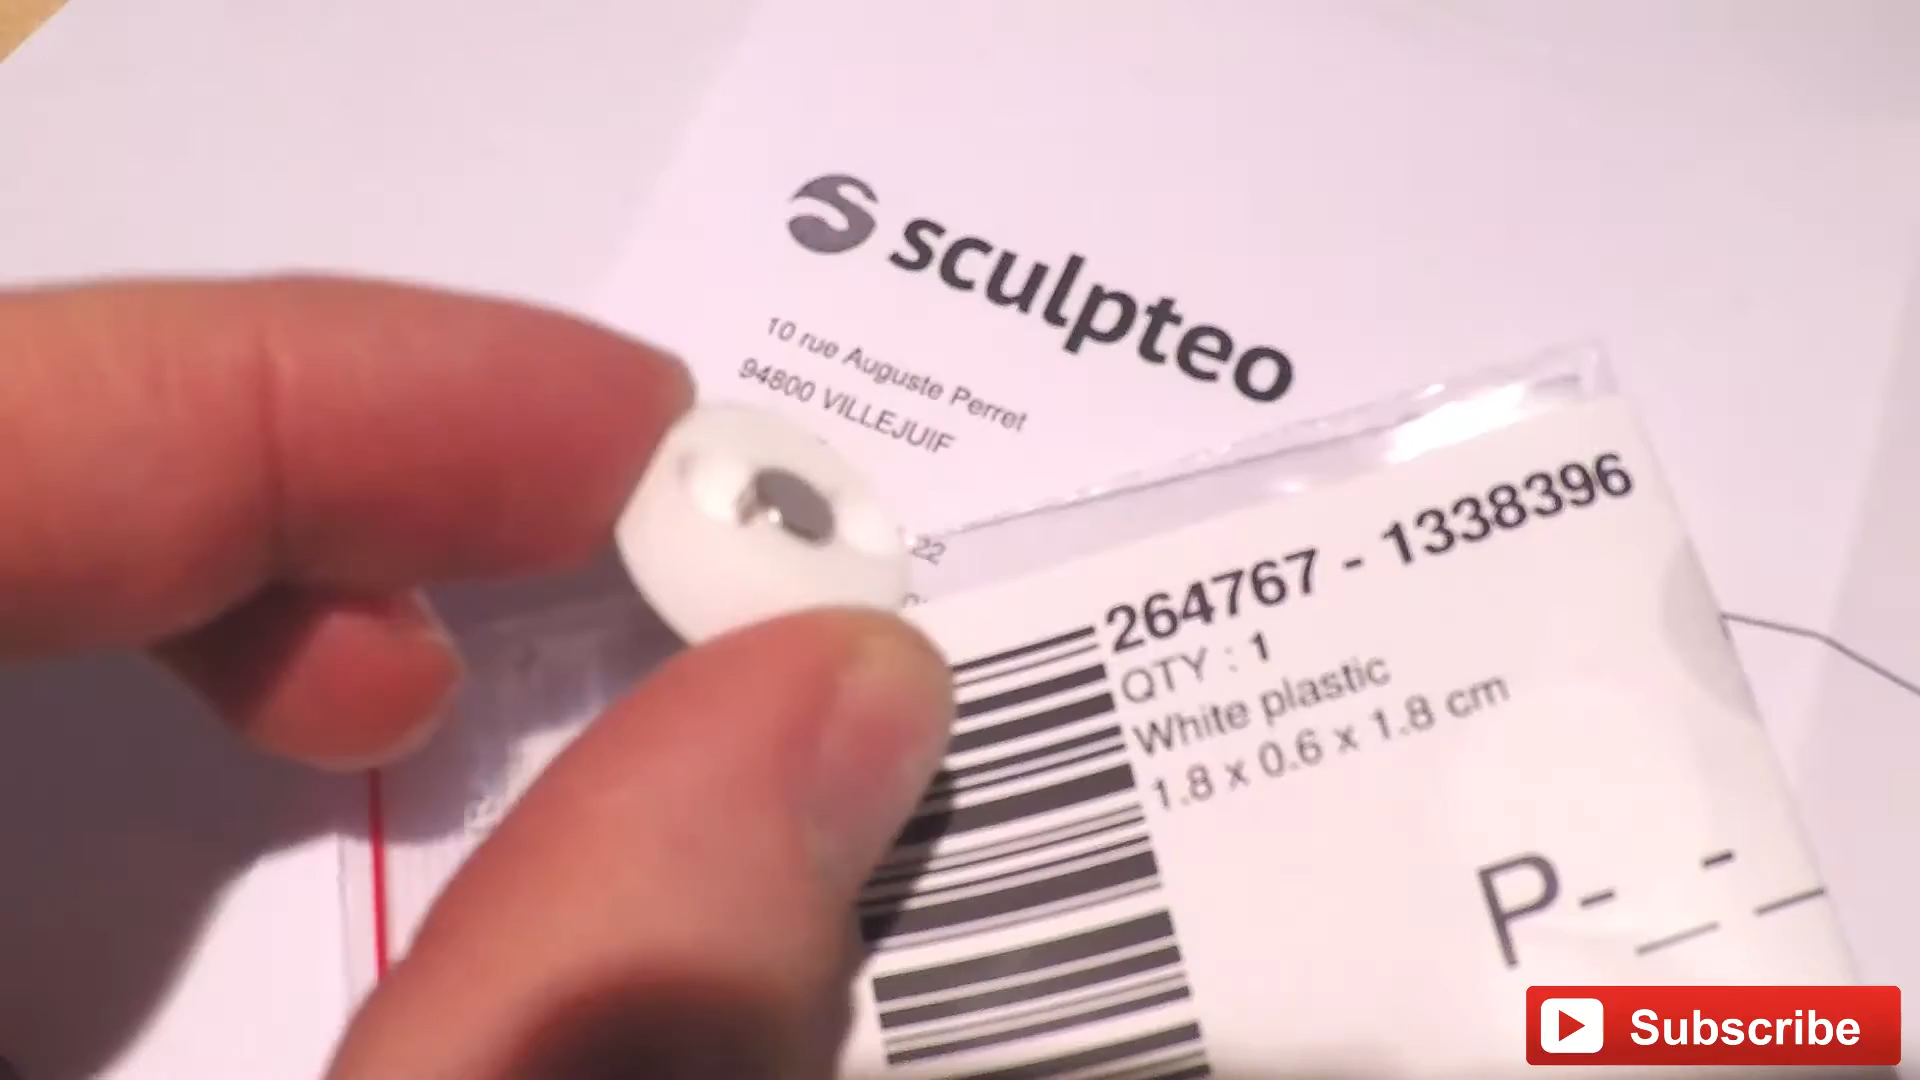 sculpteo
10 rue Auguste Perret
94800 VILLEJUIF
22
264767 - 1338396
QTY : 1
White plastic
1.8 x 0.6 x 1.8 cm
P-_-_
Subscribe